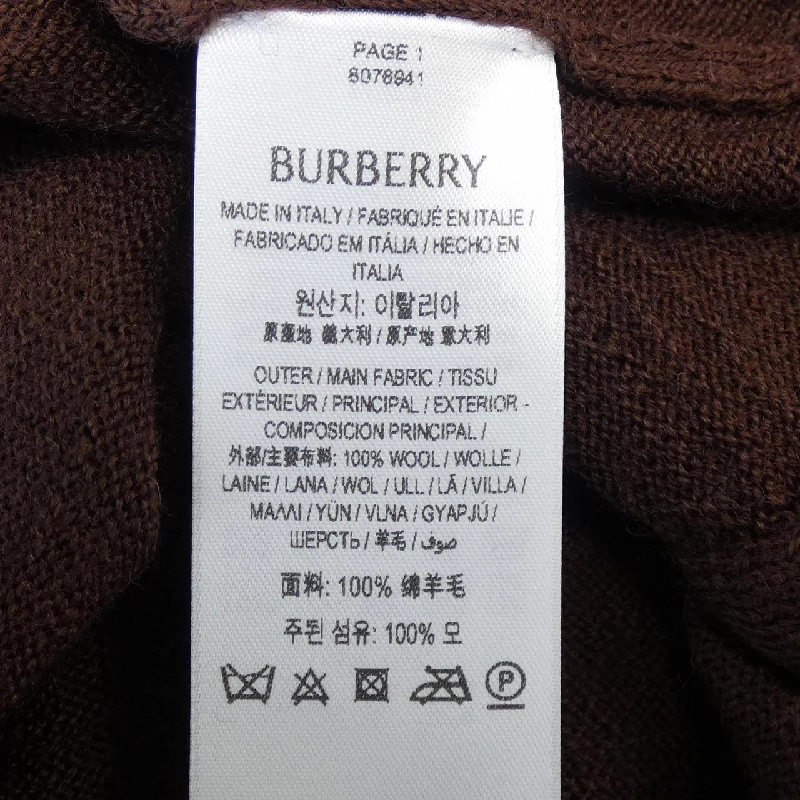 PAGE 1
8078941
BURBERRY
MADE IN ITALY / FABRIQUÉ EN ITALIE /
FABRICADO EM ITÁLIA / HECHO EN
ITALIA
원산지: 이탈리아
原產地 義大利 / 原产地 意大利
OUTER / MAIN FABRIC / TISSU
EXTÉRIEUR / PRINCIPAL / EXTERIOR -
COMPOSICION PRINCIPAL /
外部/主要布料: 100% WOOL / WOLLE /
LAINE / LANA / WOL / ULL / LÃ / VILLA /
ΜΑΛΛΙ / YÜN / VLNA / GYAPJÚ /
ШЕРСТЬ / 羊毛 / صوف
面料: 100% 绵羊毛
주된 섬유: 100% 모
P